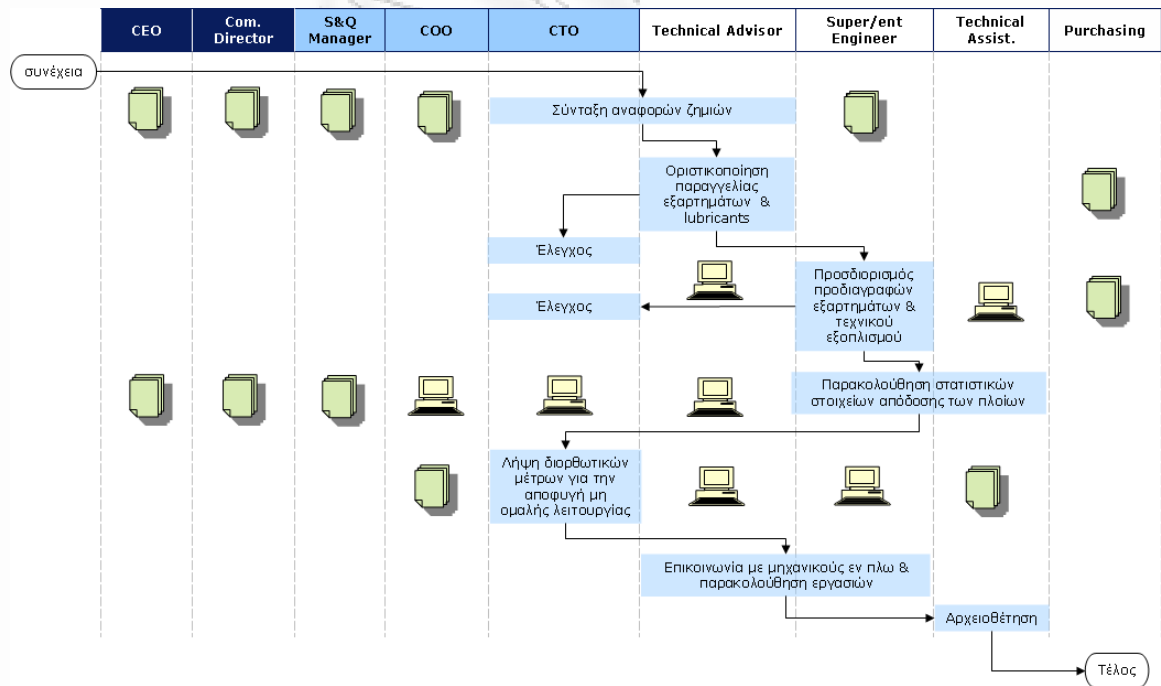 CEO
Com.
Director
S&Q
Manager
COO
CTO
Technical Advisor
Super/ent
Engineer
Technical
Assist.
Purchasing
συνέχεια
Σύνταξη αναφορών ζημιών
Οριστικοποίηση
παραγγελίας
εξαρτημάτων &
lubricants
Έλεγχος
Προσδιορισμός
προδιαγραφών
εξαρτημάτων &
τεχνικού
εξοπλισμού
Έλεγχος
Παρακολούθηση στατιστικών
στοιχείων απόδοσης των πλοίων
Λήψη διορθωτικών
μέτρων για την
αποφυγή μη
ομαλής λειτουργίας
Επικοινωνία με μηχανικούς εν πλω &
παρακολούθηση εργασιών
Αρχειοθέτηση
Τέλος